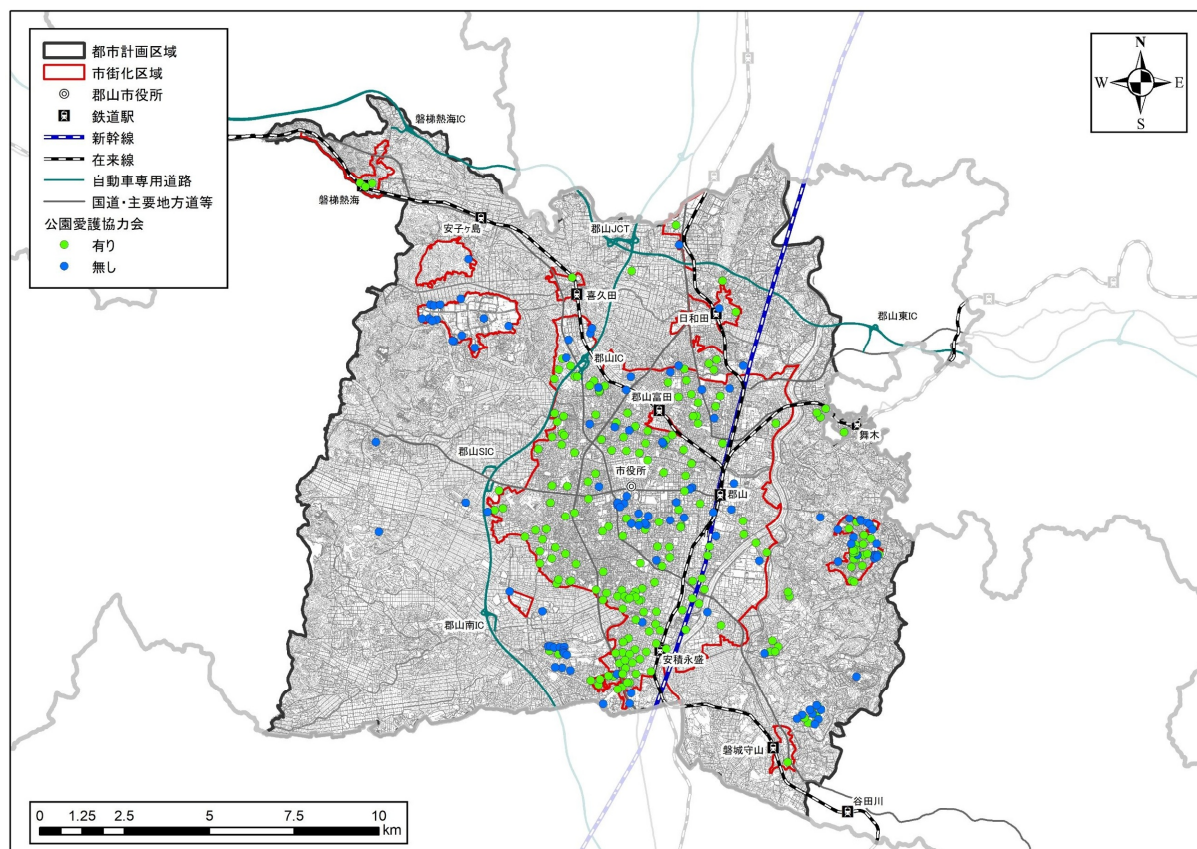 都市計画区域
市街化区域
郡山市役所
鉄道駅
新幹線
在来線
自動車専用道路
国道・主要地方道等
公園愛護協力会
有り
無し
N
W
E
S
磐梯熱海IC
磐梯熱海
安子ヶ島
郡山JCT
喜久田
日和田
郡山東IC
郡山IC
郡山富田
舞木
郡山SIC
市役所
郡山
郡山南IC
安積永盛
磐城守山
谷田川
0 1.25 2.5 5 7.5 10
km